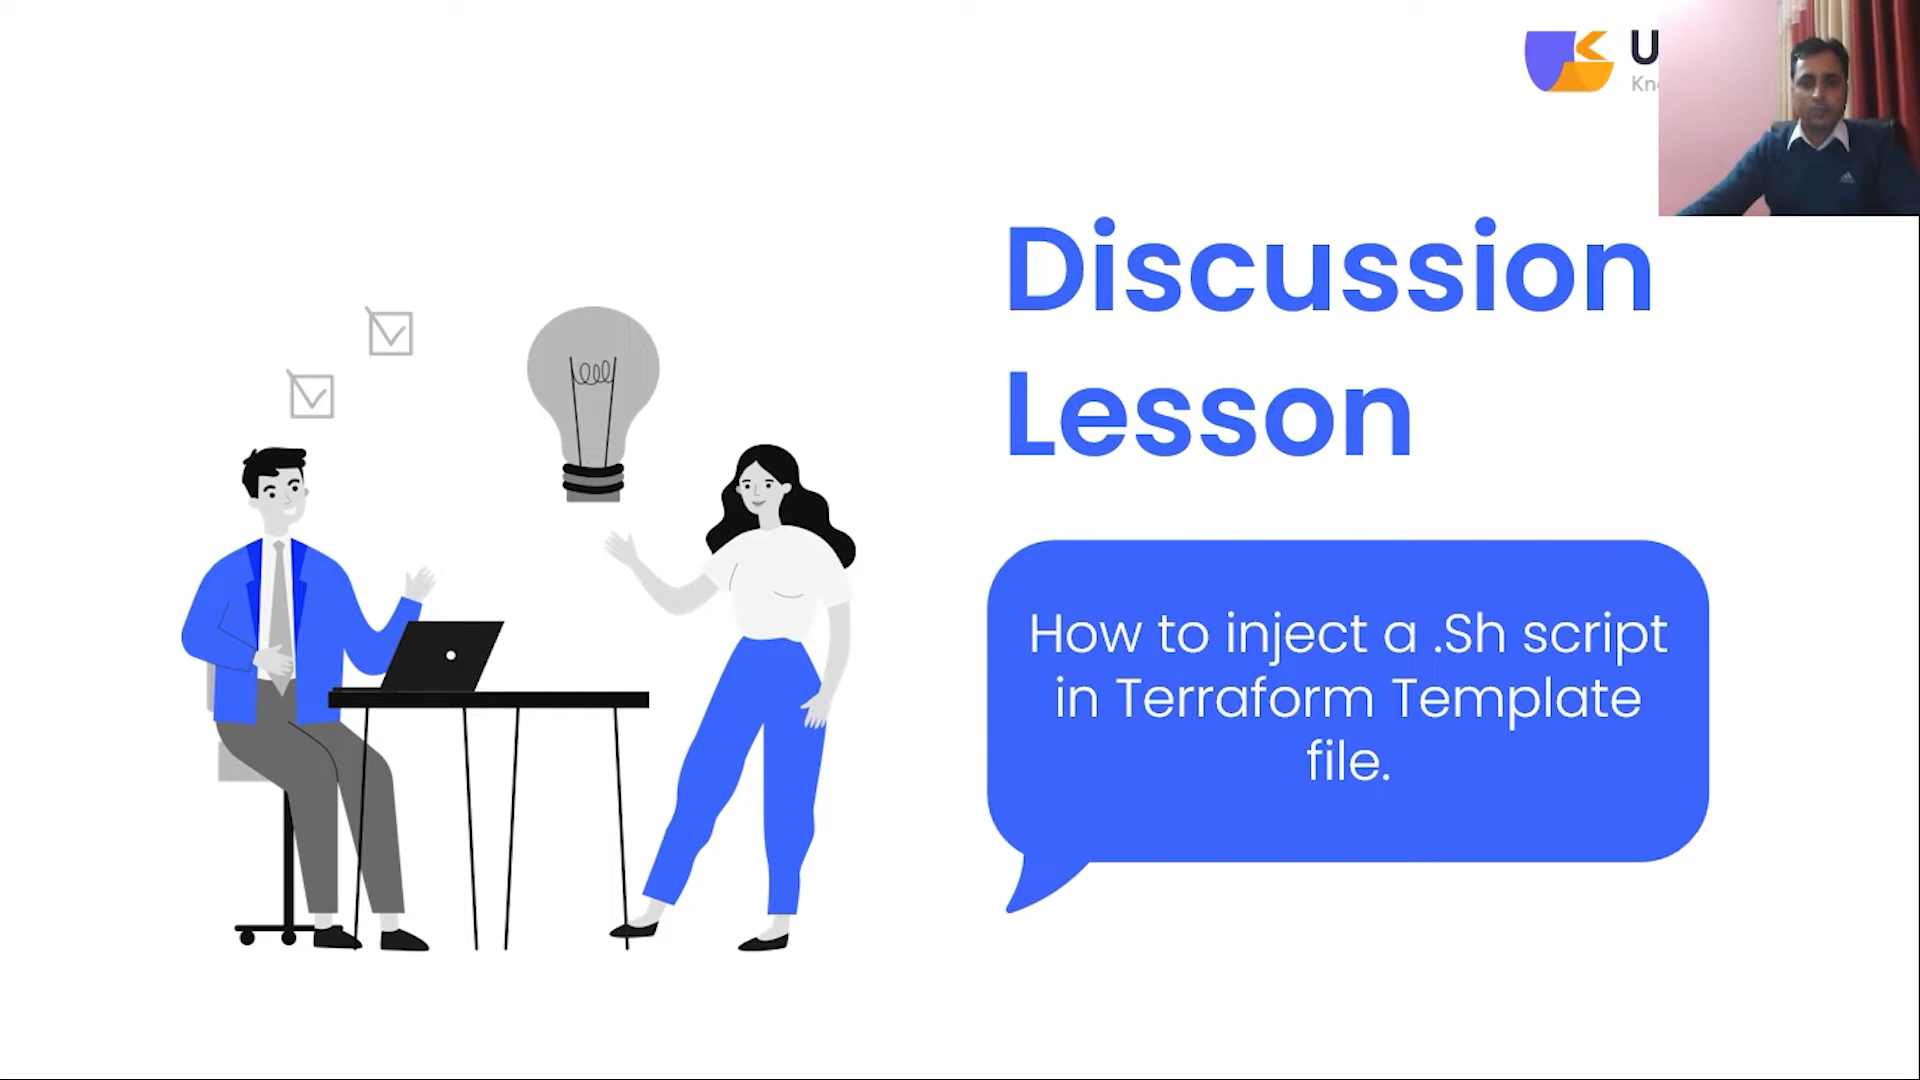 Discussion
Lesson
How to inject a .Sh script
in Terraform Template
file.